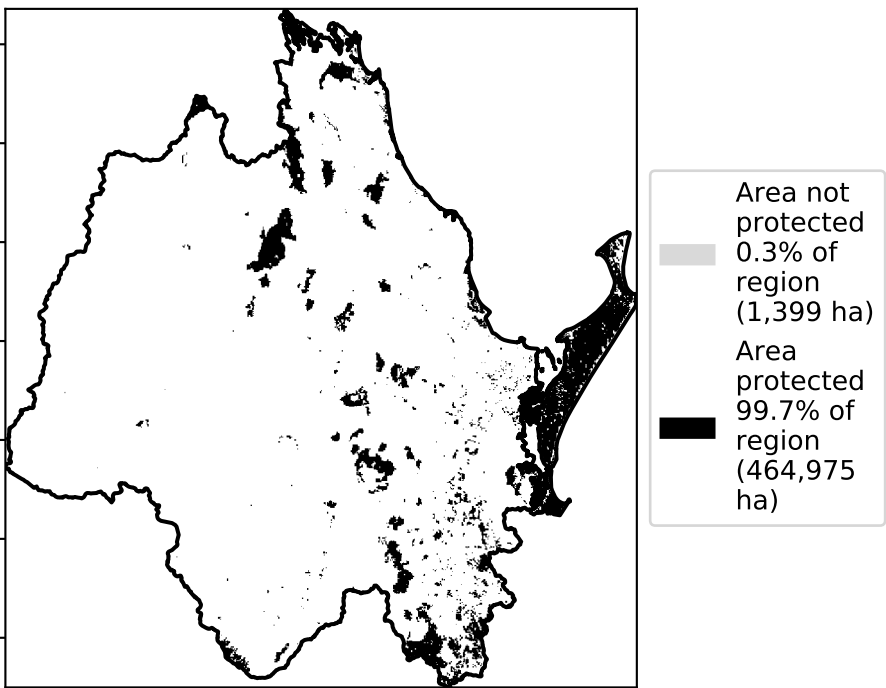 Area not
protected
0.3% of
region
(1,399 ha)
Area
protected
99.7% of
region
(464,975
ha)